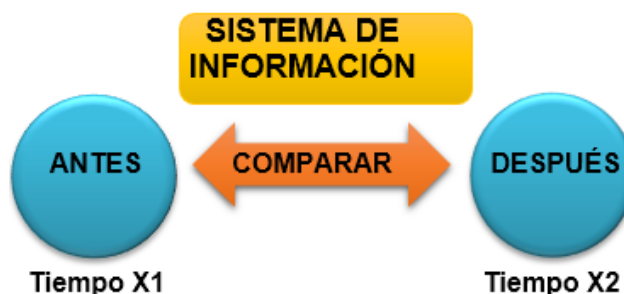 SISTEMA DE
INFORMACIÓN
ANTES
COMPARAR
DESPUÉS
Tiempo X1
Tiempo X2